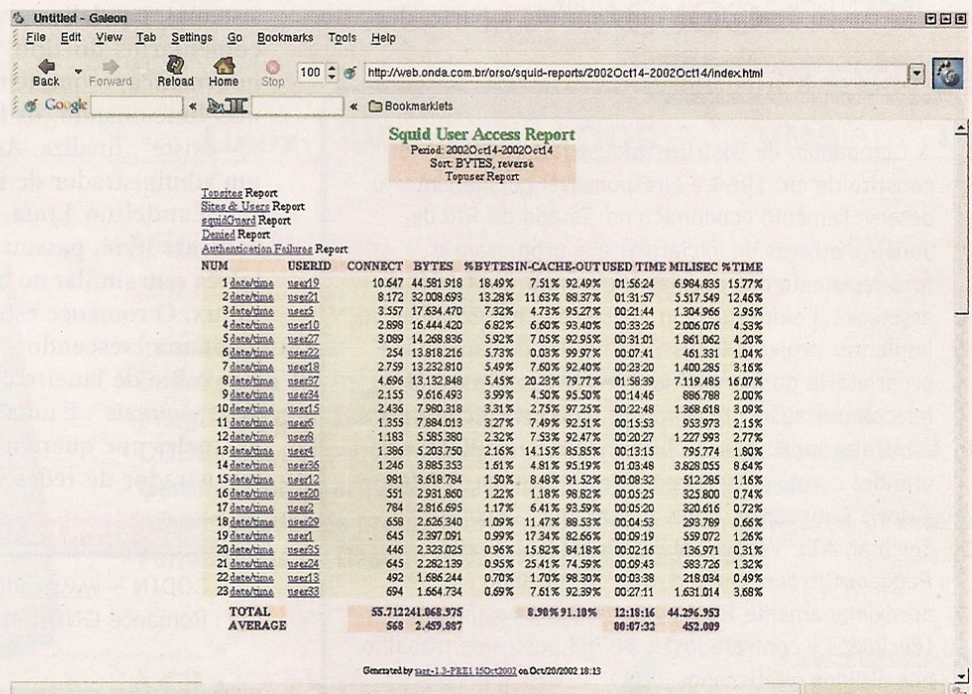 Untitled - Galeon
File Edit View Tab Settings Go Bookmarks Tools Help
Back Forward Reload Home Stop 100 http://web.onda.com.br/orso/squid-reports/2002Oct14-2002Oct14/index.html
Google « « Bookmarklets
Squid User Access Report
Period: 2002Oct14-2002Oct14
Sort: BYTES, reverse
Topuser Report
Topsites Report
Sites & Users Report
squidGuard Report
Denied Report
Authentication Failures Report
NUM USERID CONNECT BYTES %BYTES IN-CACHE-OUT USED TIME MILISEC %TIME
1 date/time user19 10.647 44.581.918 18.49% 7.51% 92.49% 01:56:24 6.984.835 15.77%
2 date/time user21 8.172 32.008.693 13.28% 11.63% 88.37% 01:31:57 5.517.549 12.46%
3 date/time user5 3.557 17.634.470 7.32% 4.73% 95.27% 00:21:44 1.304.966 2.95%
4 date/time user10 2.898 16.444.420 6.82% 6.60% 93.40% 00:33:26 2.006.076 4.53%
5 date/time user27 3.089 14.268.836 5.92% 7.05% 92.95% 00:31:01 1.861.062 4.20%
6 date/time user22 254 13.818.216 5.73% 0.03% 99.97% 00:07:41 461.331 1.04%
7 date/time user18 2.759 13.232.810 5.49% 7.60% 92.40% 00:23:20 1.400.285 3.16%
8 date/time user37 4.696 13.132.848 5.45% 20.23% 79.77% 01:58:39 7.119.485 16.07%
9 date/time user34 2.155 9.616.493 3.99% 4.50% 95.50% 00:14:46 886.788 2.00%
10 date/time user15 2.436 7.980.318 3.31% 2.75% 97.25% 00:22:48 1.368.618 3.09%
11 date/time user6 1.355 7.884.013 3.27% 7.49% 92.51% 00:15:53 953.973 2.15%
12 date/time user8 1.183 5.585.380 2.32% 7.53% 92.47% 00:20:27 1.227.993 2.77%
13 date/time user4 1.386 5.203.750 2.16% 14.15% 85.85% 00:13:15 795.774 1.80%
14 date/time user36 1.246 3.885.353 1.61% 4.81% 95.19% 01:03:48 3.828.055 8.64%
15 date/time user12 981 3.618.784 1.50% 8.48% 91.52% 00:08:32 512.285 1.16%
16 date/time user20 551 2.931.860 1.22% 1.18% 98.82% 00:05:25 325.800 0.74%
17 date/time user2 784 2.816.695 1.17% 6.41% 93.59% 00:05:20 320.616 0.72%
18 date/time user29 658 2.626.340 1.09% 11.47% 88.53% 00:04:53 293.789 0.66%
19 date/time user1 645 2.397.091 0.99% 17.34% 82.66% 00:09:19 559.072 1.26%
20 date/time user35 446 2.323.025 0.96% 15.82% 84.18% 00:02:16 136.971 0.31%
21 date/time user24 645 2.282.139 0.95% 25.41% 74.59% 00:09:43 583.726 1.32%
22 date/time user13 492 1.686.244 0.70% 1.70% 98.30% 00:03:38 218.034 0.49%
23 date/time user33 694 1.664.734 0.69% 7.61% 92.39% 00:27:11 1.631.014 3.68%
TOTAL 55.712 241.068.975 8.90% 91.10% 12:18:16 44.296.953
AVERAGE 568 2.459.887 00:07:32 452.009
Generated by sarg-1.3-PRE1 15Oct2002 on Oct/20/2002 18:13